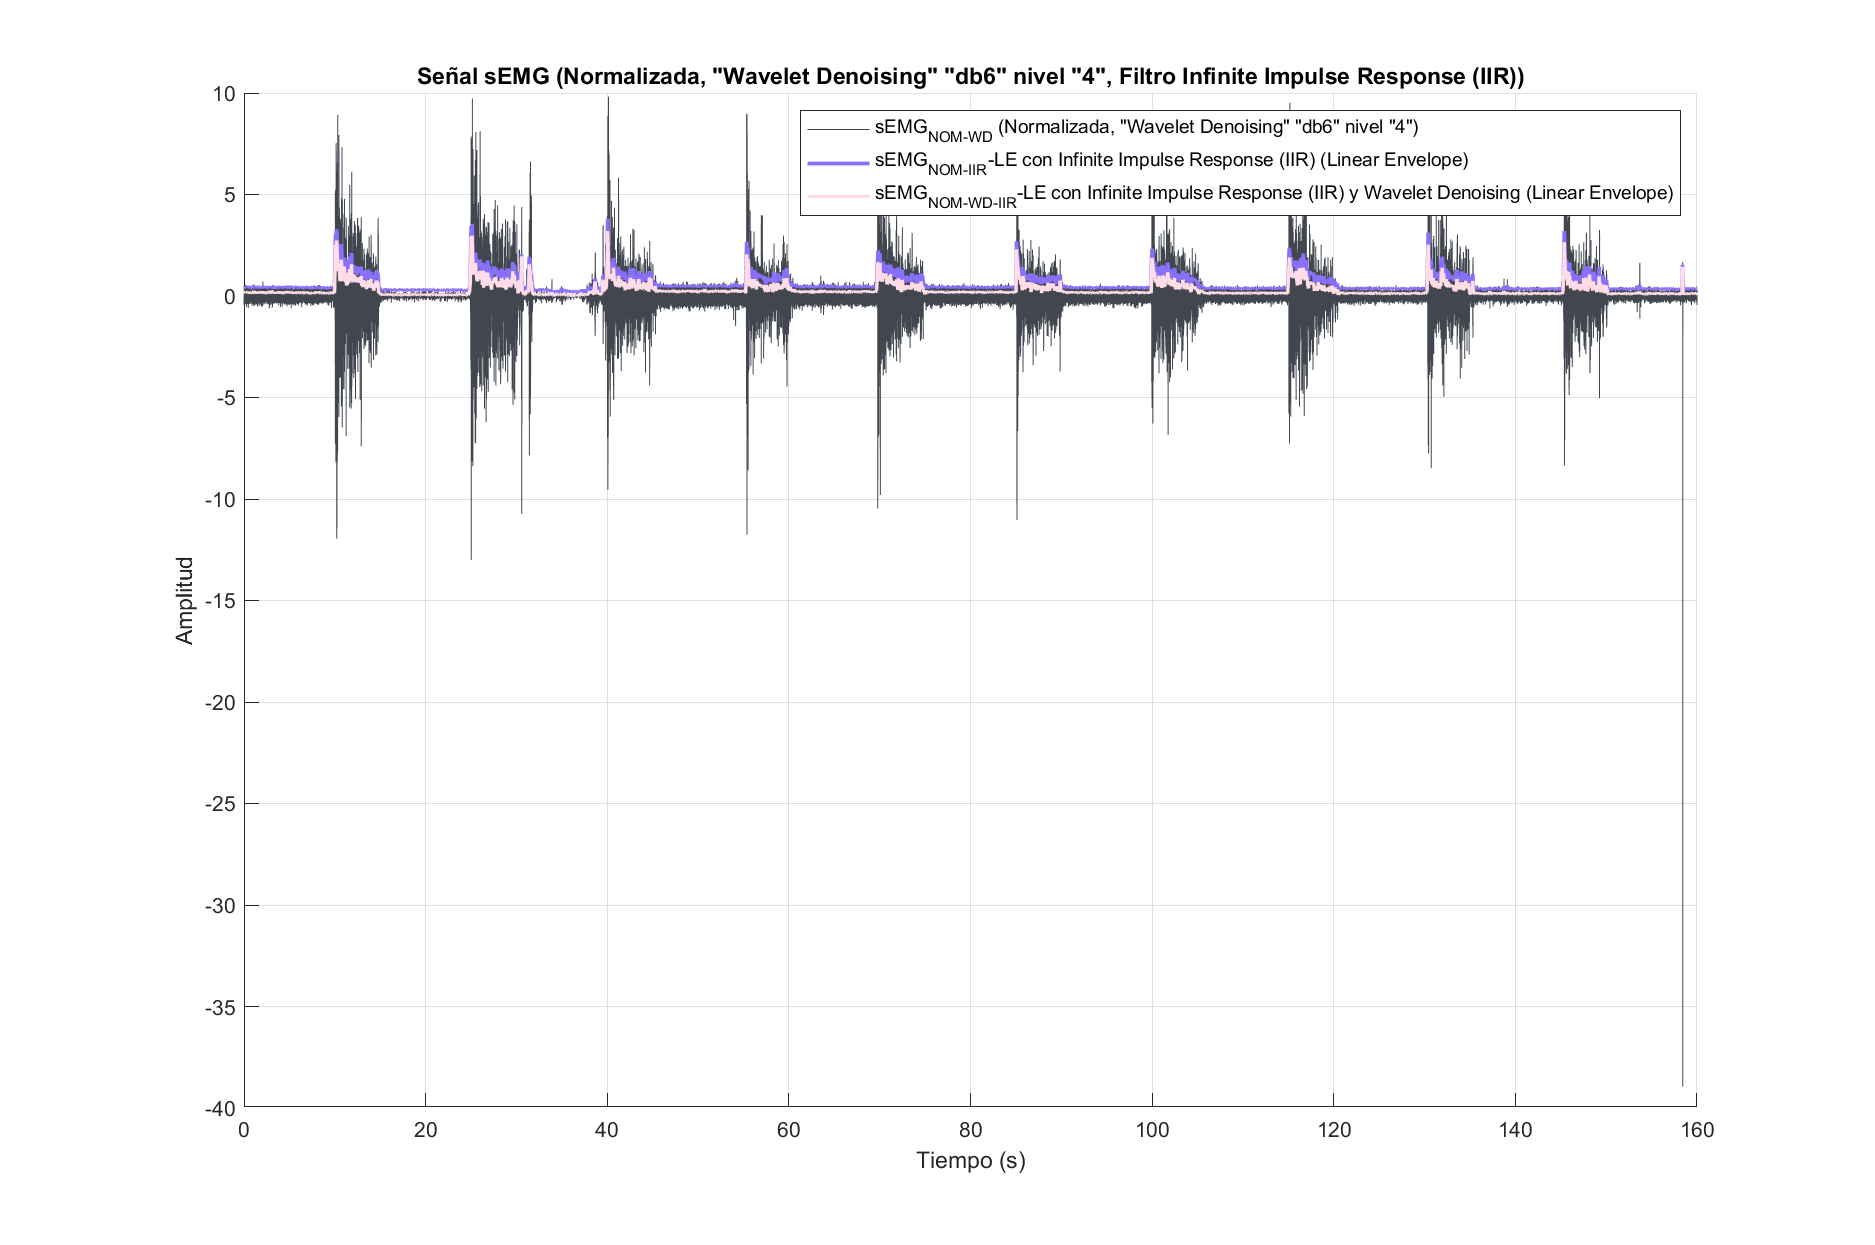 Señal sEMG (Normalizada, "Wavelet Denoising" "db6" nivel "4", Filtro Infinite Impulse Response (IIR))
sEMG_NOM-WD (Normalizada, "Wavelet Denoising" "db6" nivel "4")
sEMG_NOM-IIR-LE con Infinite Impulse Response (IIR) (Linear Envelope)
sEMG_NOM-WD-IIR-LE con Infinite Impulse Response (IIR) y Wavelet Denoising (Linear Envelope)
10
5
0
-5
-10
-15
-20
-25
-30
-35
-40
Amplitud
0 20 40 60 80 100 120 140 160
Tiempo (s)